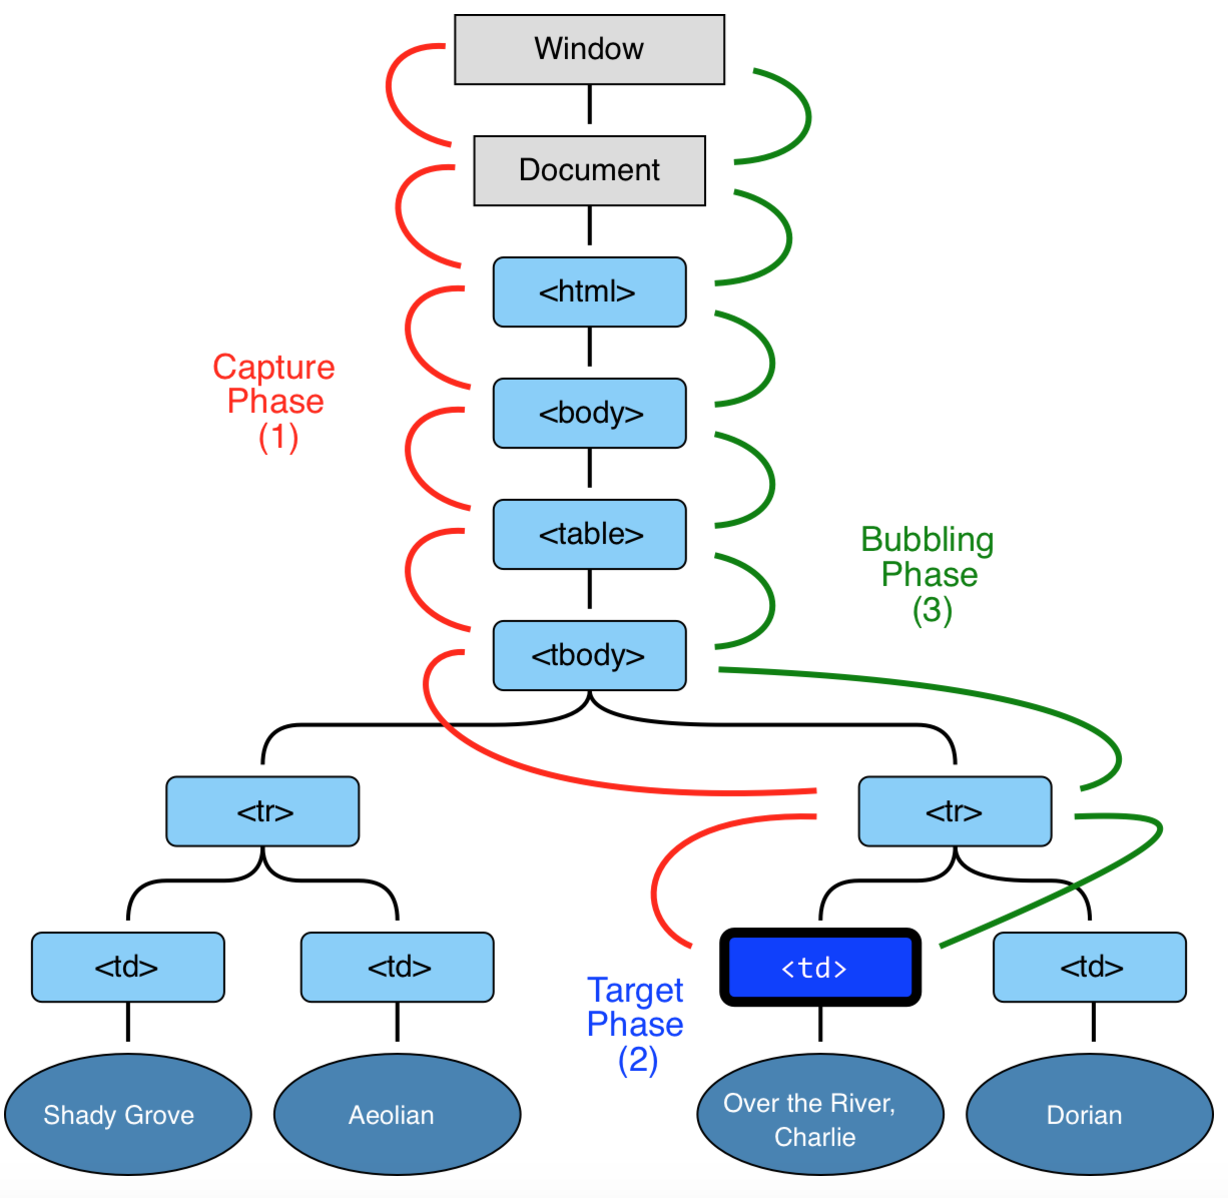 Window
Document
<html>
Capture
Phase
(1)
<body>
<table>
Bubbling
Phase
(3)
<tbody>
<tr>
<tr>
<td>
<td>
<td>
<td>
Target
Phase
(2)
Shady Grove
Aeolian
Over the River,
Charlie
Dorian